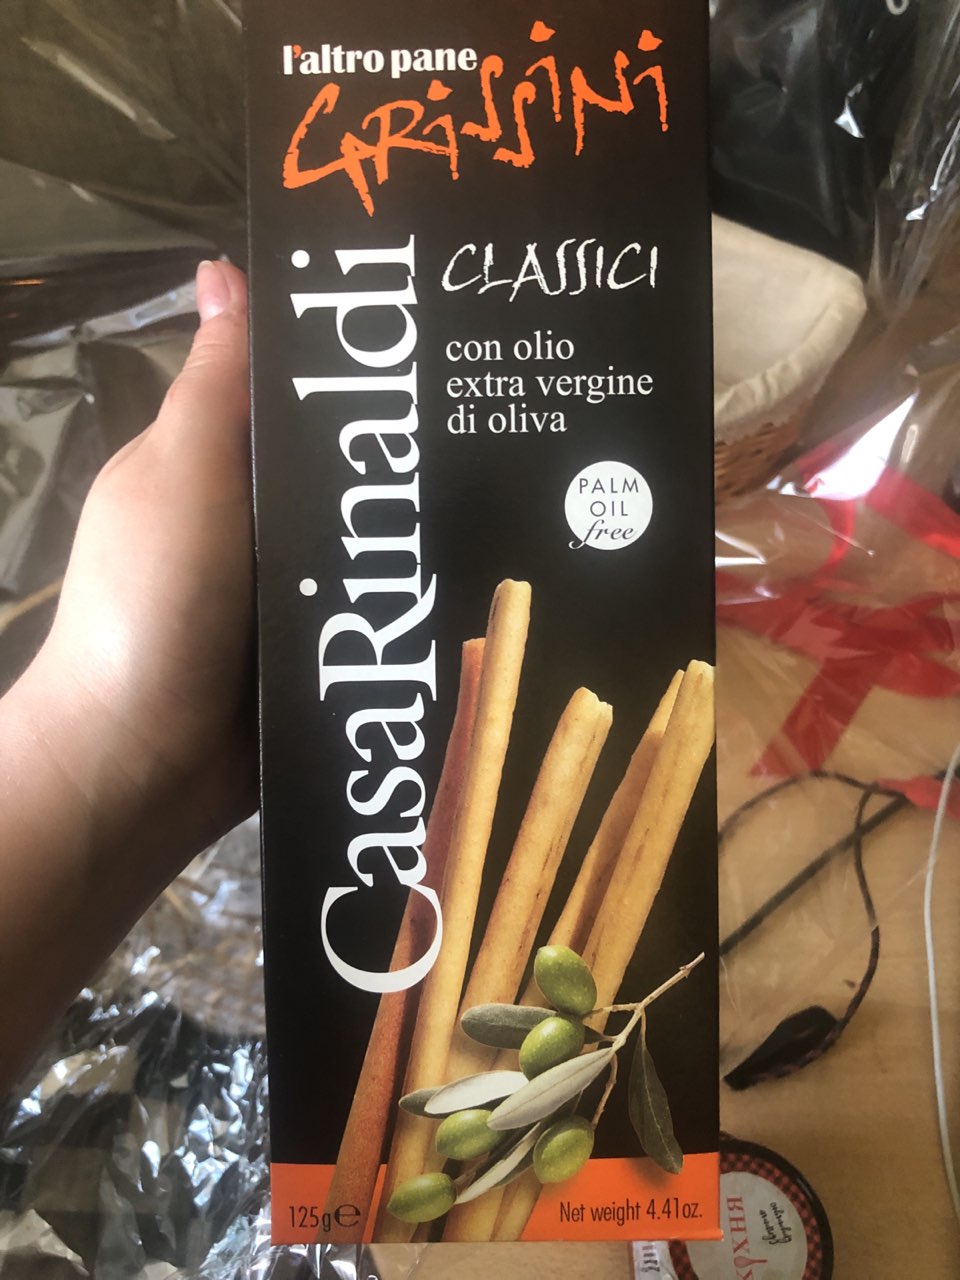 l'altro pane
GRISSINI
CasaRinaldi
CLASSICI
con olio
extra vergine
di oliva
PALM
OIL
free
125g℮
Net weight 4.41oz.
КУХНЯ